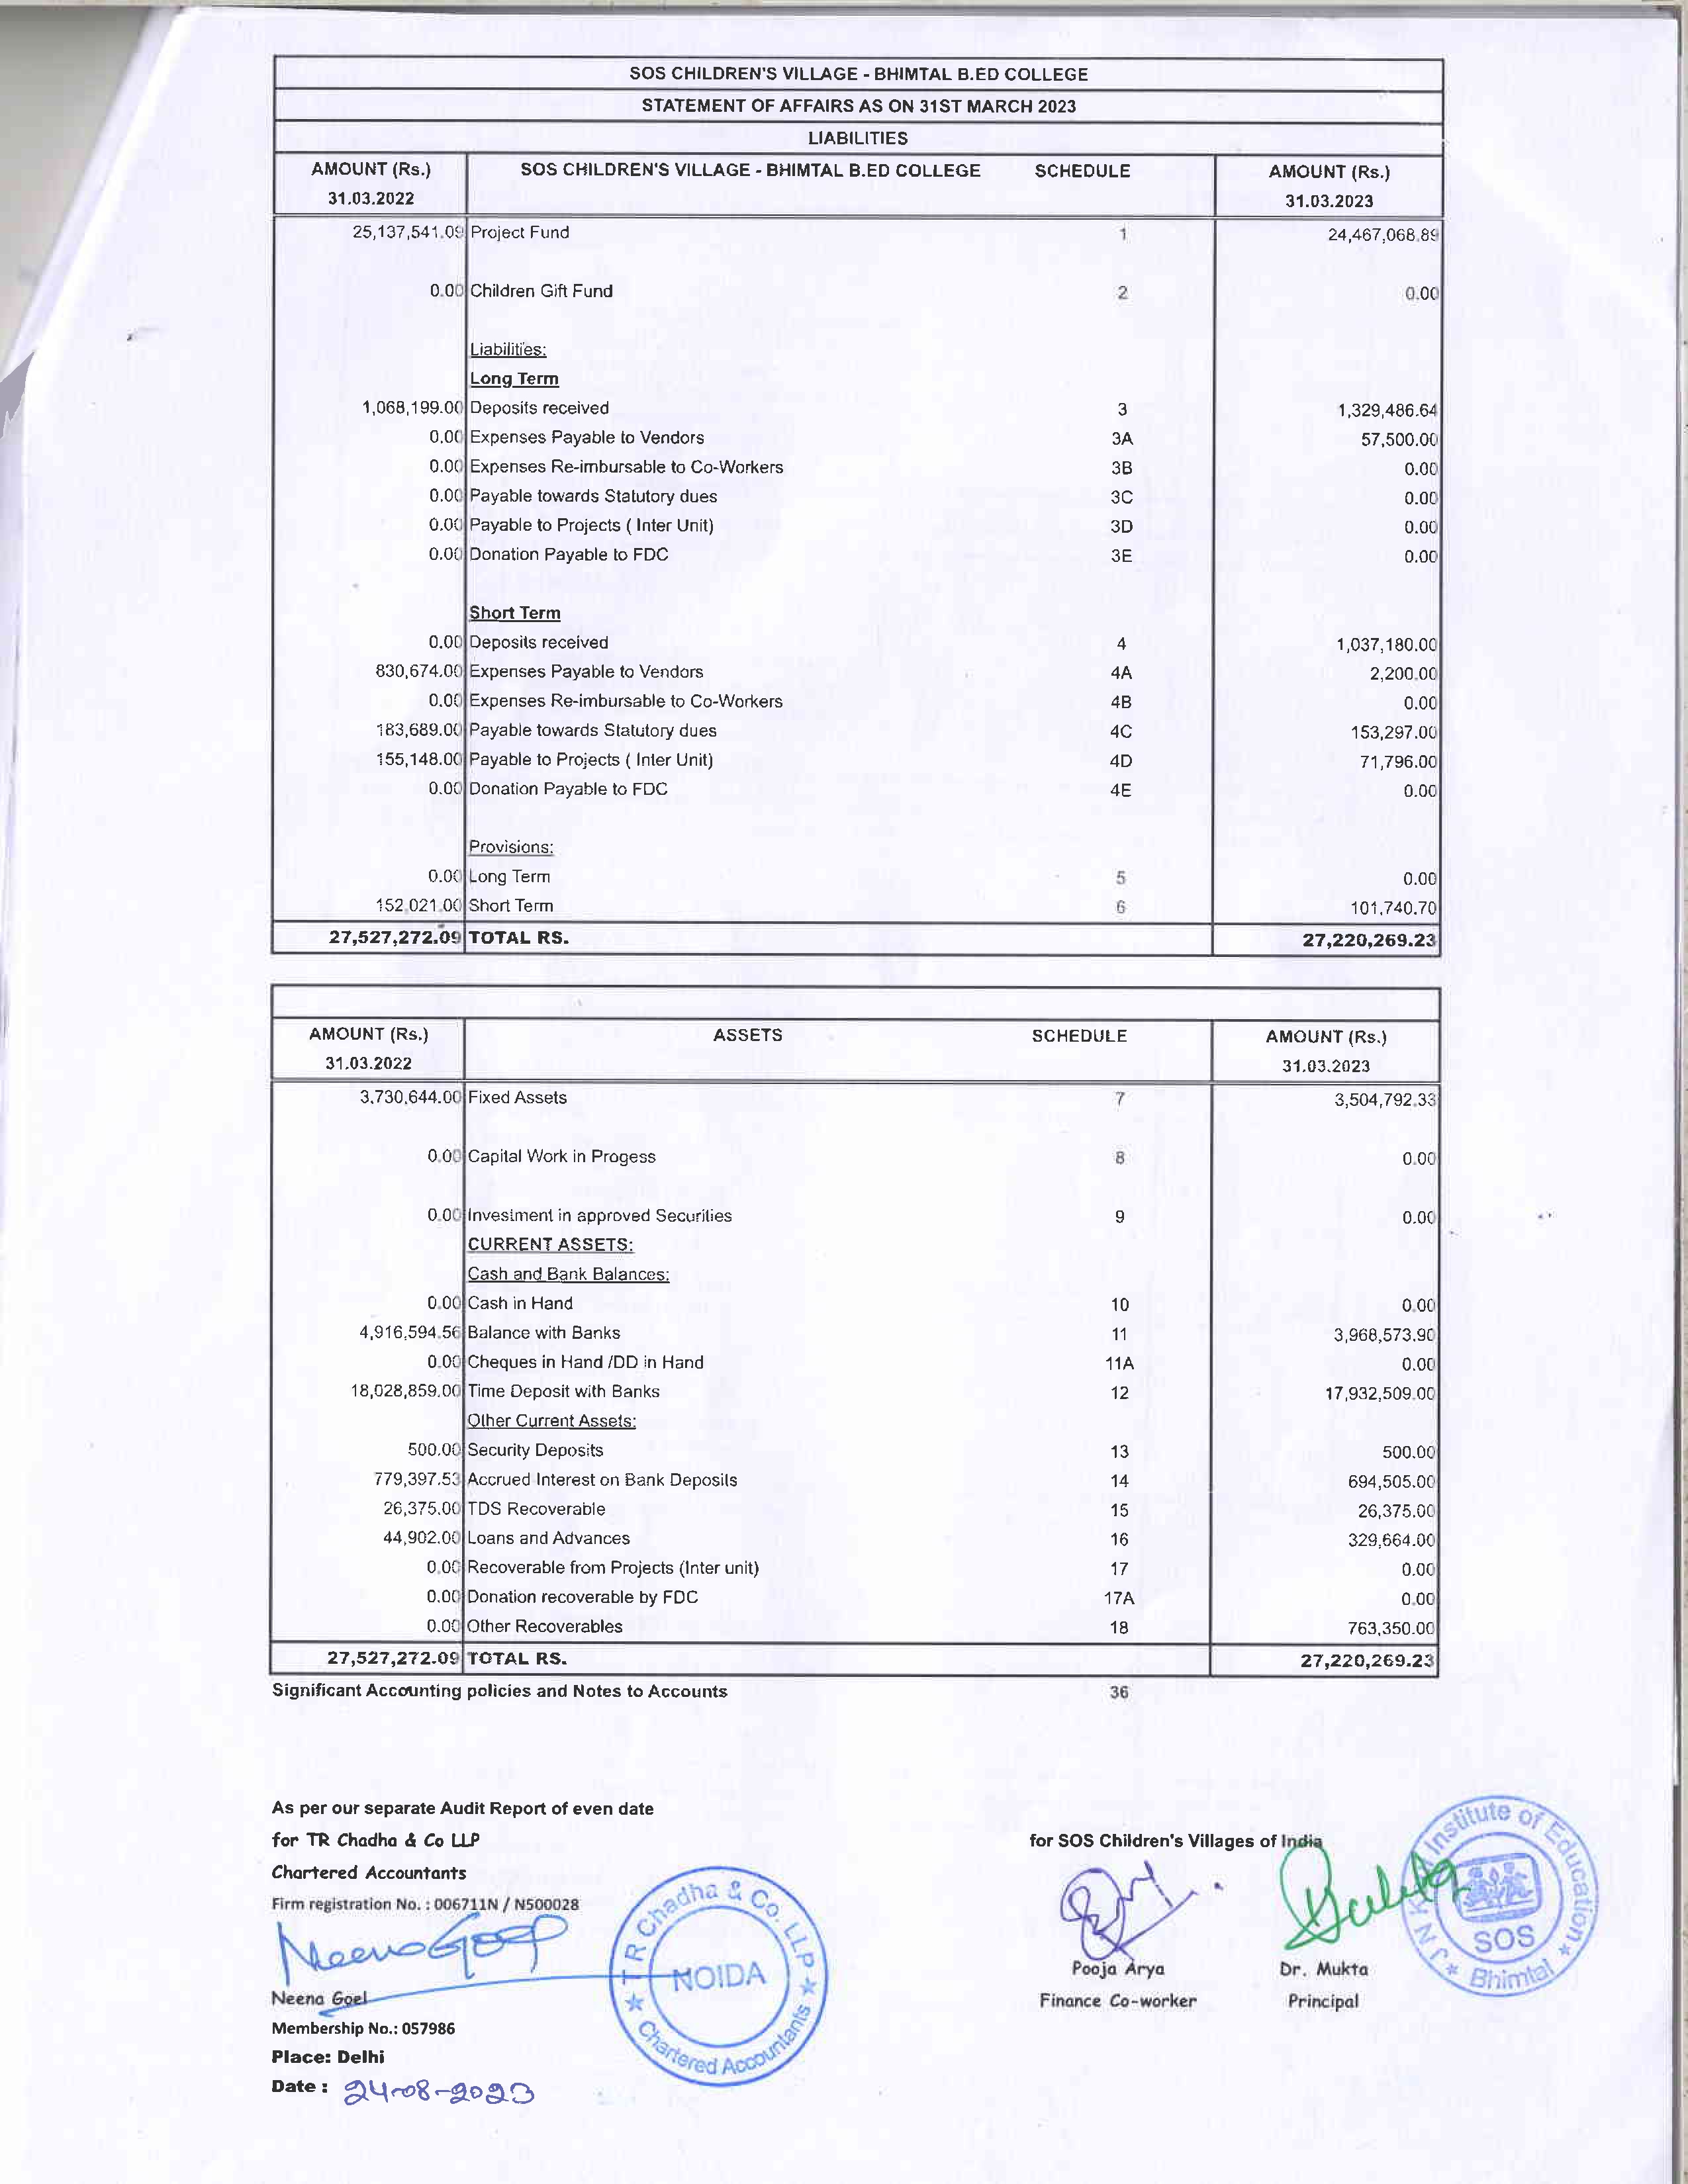 SOS CHILDREN'S VILLAGE - BHIMTAL B.ED COLLEGE
STATEMENT OF AFFAIRS AS ON 31ST MARCH 2023
LIABILITIES
AMOUNT (Rs.) 31.03.2022 SOS CHILDREN'S VILLAGE - BHIMTAL B.ED COLLEGE SCHEDULE AMOUNT (Rs.) 31.03.2023
25,137,541.09 Project Fund 1 24,467,068.89
0.00 Children Gift Fund 2 0.00
Liabilities:
Long Term
1,068,199.00 Deposits received 3 1,329,486.64
0.00 Expenses Payable to Vendors 3A 57,500.00
0.00 Expenses Re-imbursable to Co-Workers 3B 0.00
0.00 Payable towards Statutory dues 3C 0.00
0.00 Payable to Projects ( Inter Unit) 3D 0.00
0.00 Donation Payable to FDC 3E 0.00
Short Term
0.00 Deposits received 4 1,037,180.00
830,674.00 Expenses Payable to Vendors 4A 2,200.00
0.00 Expenses Re-imbursable to Co-Workers 4B 0.00
183,689.00 Payable towards Statutory dues 4C 153,297.00
155,148.00 Payable to Projects ( Inter Unit) 4D 71,796.00
0.00 Donation Payable to FDC 4E 0.00
Provisions:
0.00 Long Term 5 0.00
152,021.00 Short Term 6 101,740.70
27,527,272.09 TOTAL RS. 27,220,269.23
AMOUNT (Rs.) 31.03.2022 ASSETS SCHEDULE AMOUNT (Rs.) 31.03.2023
3,730,644.00 Fixed Assets 7 3,504,792.33
0.00 Capital Work in Progess 8 0.00
0.00 Investment in approved Securities 9 0.00
CURRENT ASSETS:
Cash and Bank Balances:
0.00 Cash in Hand 10 0.00
4,916,594.56 Balance with Banks 11 3,968,573.90
0.00 Cheques in Hand /DD in Hand 11A 0.00
18,028,859.00 Time Deposit with Banks 12 17,932,509.00
Other Current Assets:
500.00 Security Deposits 13 500.00
779,397.53 Accrued Interest on Bank Deposits 14 694,505.00
26,375.00 TDS Recoverable 15 26,375.00
44,902.00 Loans and Advances 16 329,664.00
0.00 Recoverable from Projects (Inter unit) 17 0.00
0.00 Donation recoverable by FDC 17A 0.00
0.00 Other Recoverables 18 763,350.00
27,527,272.09 TOTAL RS. 27,220,269.23
Significant Accounting policies and Notes to Accounts 36
As per our separate Audit Report of even date
for TR Chadha & Co LLP
Chartered Accountants
Firm registration No. : 006711N / N500028
Neena Goel
Neena Goel
Membership No.: 057986
Place: Delhi
Date : 24-08-2023
TR Chadha & Co. LLP
NOIDA
Chartered Accountants
for SOS Children's Villages of India
Pooja Arya
Finance Co-worker
Dr. Mukta
Principal
J N K Institute of Education
SOS
Bhimtal